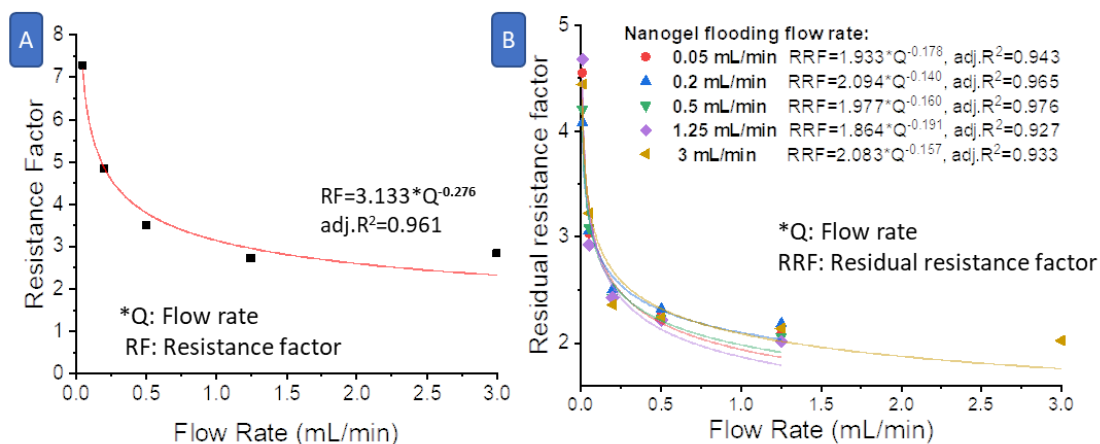 A
8
7
6
5
4
3
2
1
0
Resistance Factor
RF=3.133*Q-0.276
adj.R2=0.961
*Q: Flow rate
RF: Resistance factor
0.0 0.5 1.0 1.5 2.0 2.5 3.0
Flow Rate (mL/min)
B
5
4
3
2
Residual resistance factor
Nanogel flooding flow rate:
0.05 mL/min RRF=1.933*Q-0.178, adj.R2=0.943
0.2 mL/min RRF=2.094*Q-0.140, adj.R2=0.965
0.5 mL/min RRF=1.977*Q-0.160, adj.R2=0.976
1.25 mL/min RRF=1.864*Q-0.191, adj.R2=0.927
3 mL/min RRF=2.083*Q-0.157, adj.R2=0.933
*Q: Flow rate
RRF: Residual resistance factor
0.0 0.5 1.0 1.5 2.0 2.5 3.0
Flow Rate (mL/min)